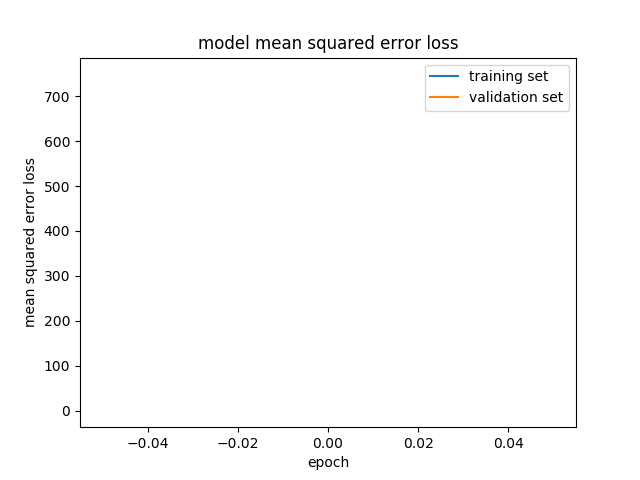 model mean squared error loss
training set
validation set
700
600
500
400
300
200
100
0
mean squared error loss
−0.04
−0.02
0.00
0.02
0.04
epoch